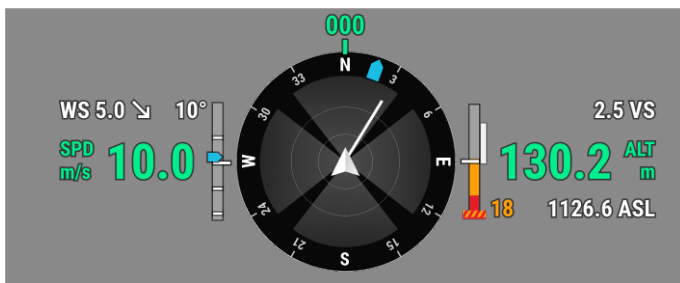 000
WS 5.0 ↘ 10°
SPD
m/s
10.0
N
3
6
E
12
15
S
21
24
W
30
33
2.5 VS
130.2
ALT
m
18
1126.6 ASL